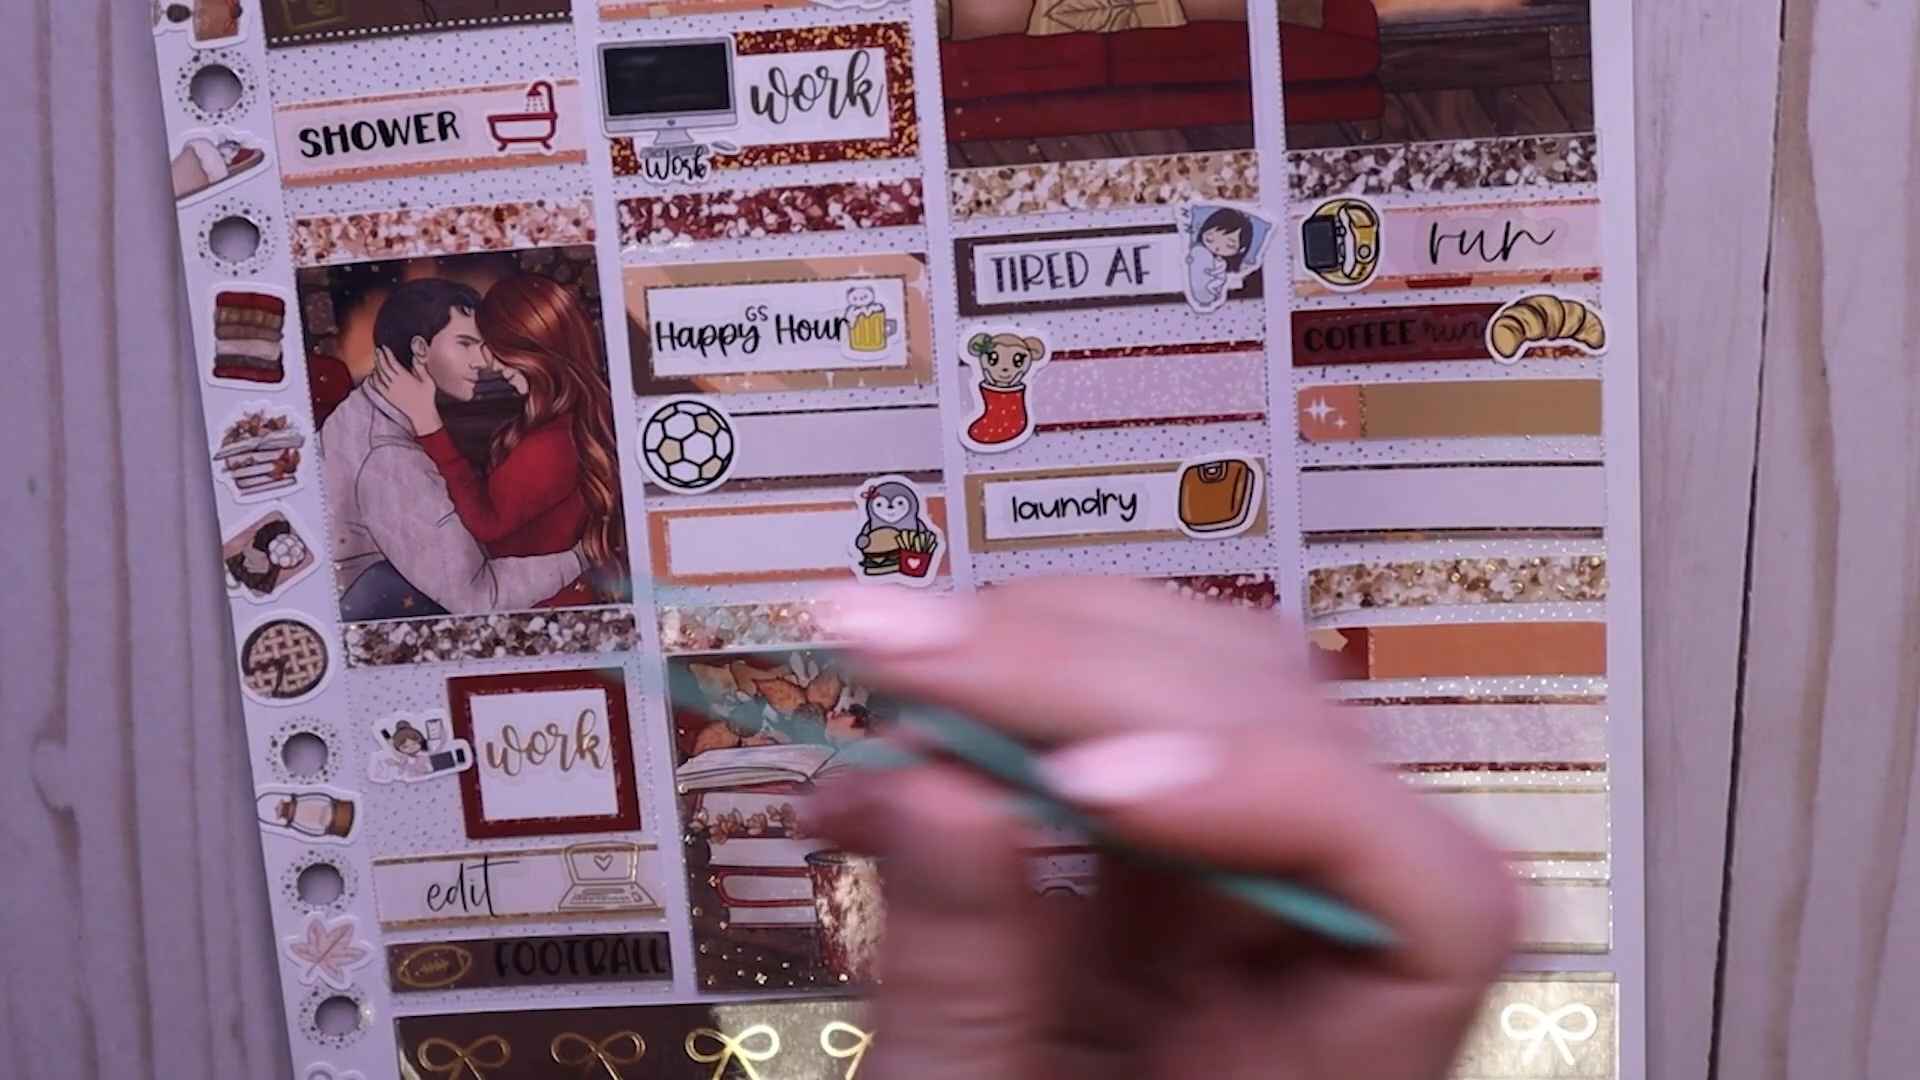 SHOWER
work
Work
GS
Happy Hour
TIRED AF
laundry
run
COFFEE run
work
edit
FOOTBALL